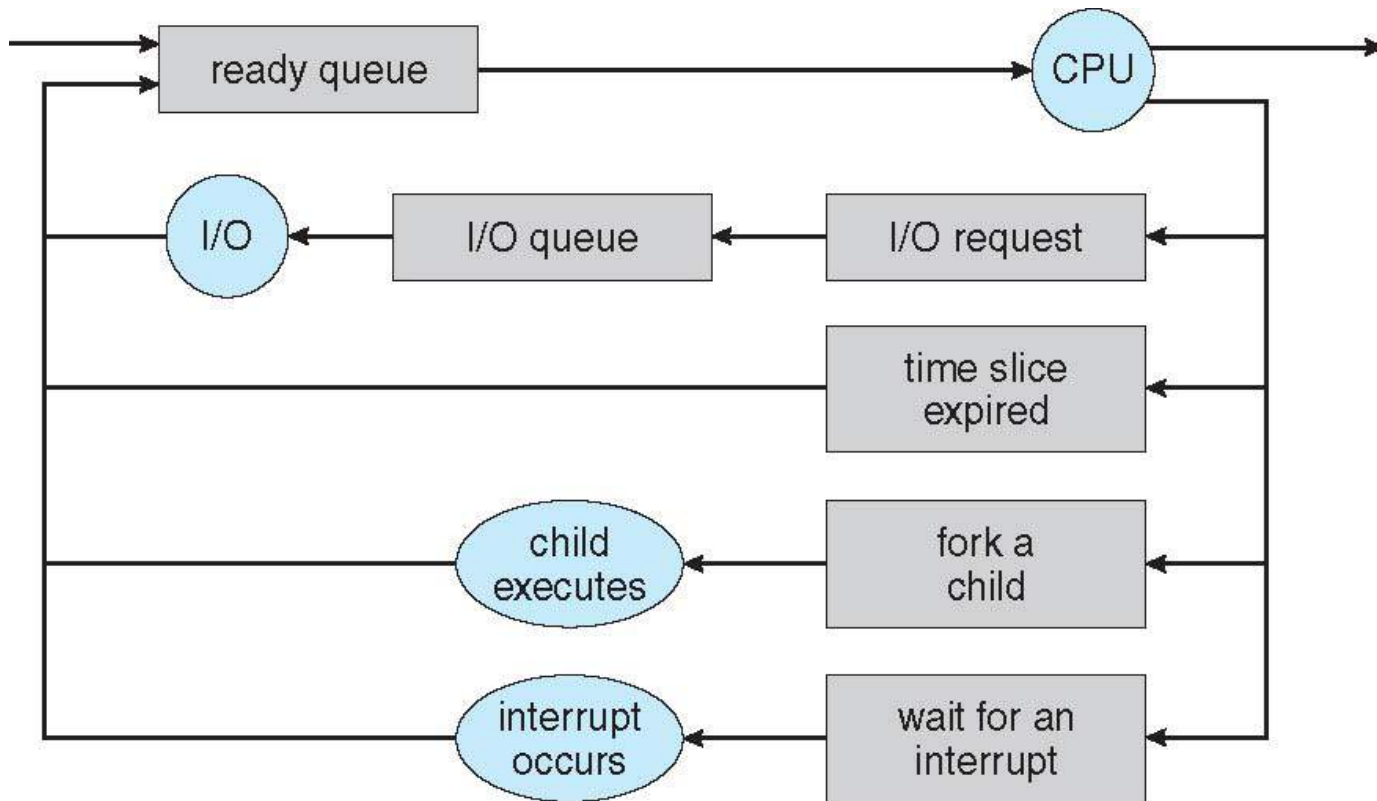 ready queue
CPU
I/O
I/O queue
I/O request
time slice
expired
child
executes
fork a
child
interrupt
occurs
wait for an
interrupt